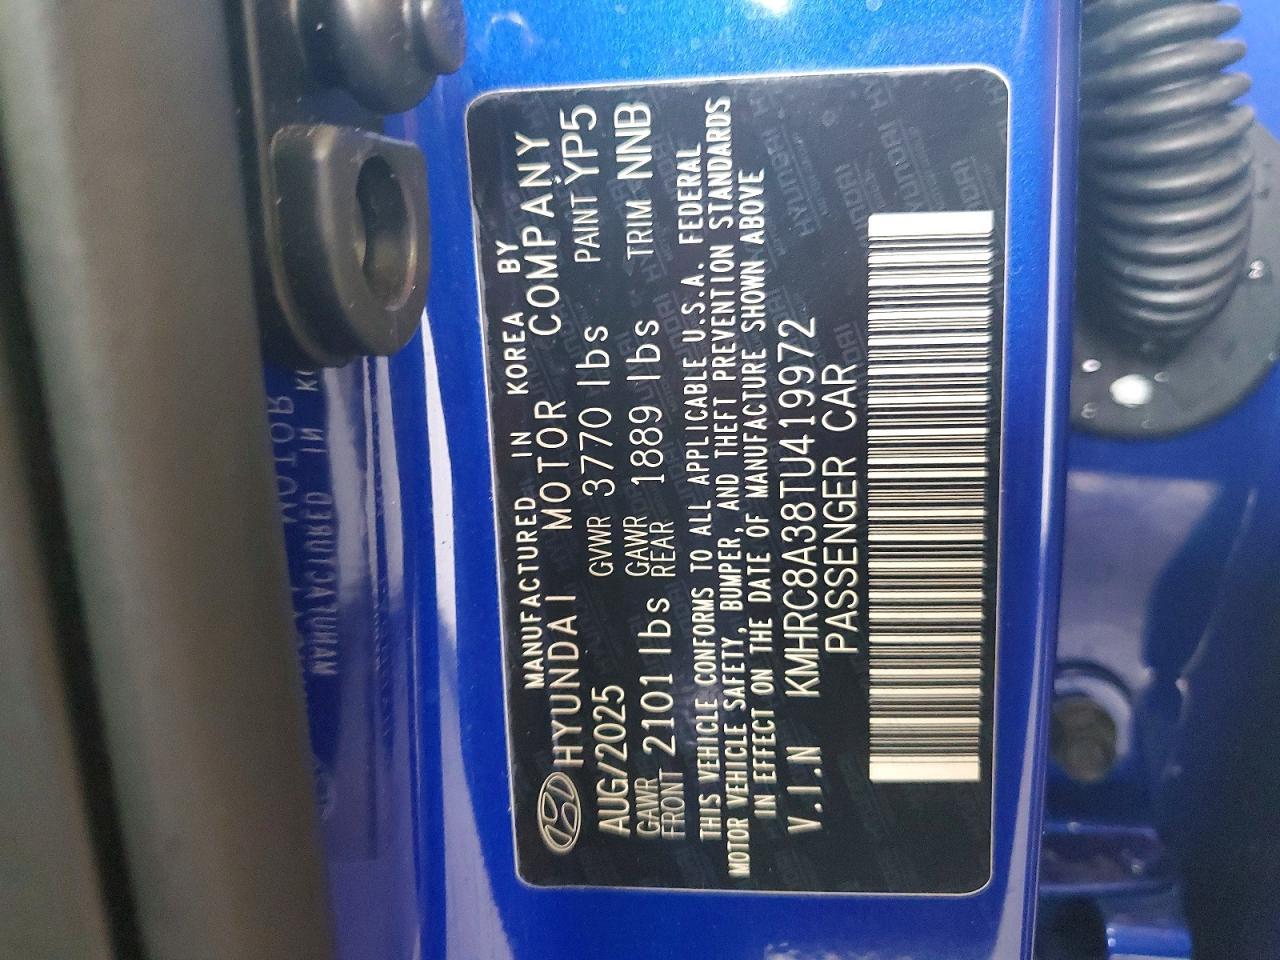 MANUFACTURED IN KOREA BY
HYUNDAI MOTOR COMPANY
AUG/2025 GVWR 3770 lbs PAINT YP5
GAWR FRONT 2101 lbs GAWR REAR 1889 lbs TRIM NNB
THIS VEHICLE CONFORMS TO ALL APPLICABLE U.S.A. FEDERAL
MOTOR VEHICLE SAFETY, BUMPER, AND THEFT PREVENTION STANDARDS
IN EFFECT ON THE DATE OF MANUFACTURE SHOWN ABOVE
V.I.N KMHRC8A38TU419972
PASSENGER CAR